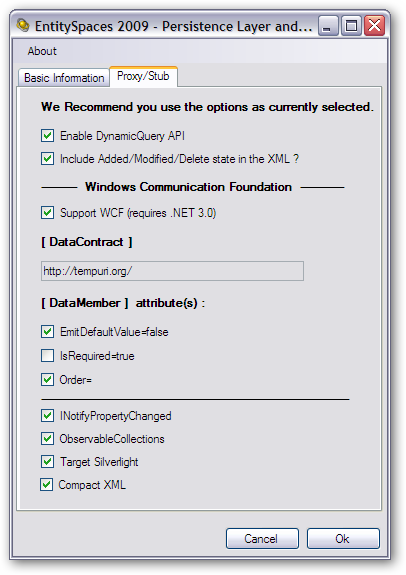 EntitySpaces 2009 - Persistence Layer and...
About
Basic Information
Proxy/Stub
We Recommend you use the options as currently selected.
Enable DynamicQuery API
Include Added/Modified/Delete state in the XML ?
Windows Communication Foundation
Support WCF (requires .NET 3.0)
[ DataContract ]
http://tempuri.org/
[ DataMember ] attribute(s) :
EmitDefaultValue=false
IsRequired=true
Order=
INotifyPropertyChanged
ObservableCollections
Target Silverlight
Compact XML
Cancel
Ok